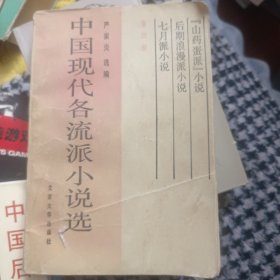 「山药蛋派」小说
后期浪漫派小说
七月派小说
第四册
严家炎 选编
中国现代各流派小说选
北京大学出版社
中
国
后